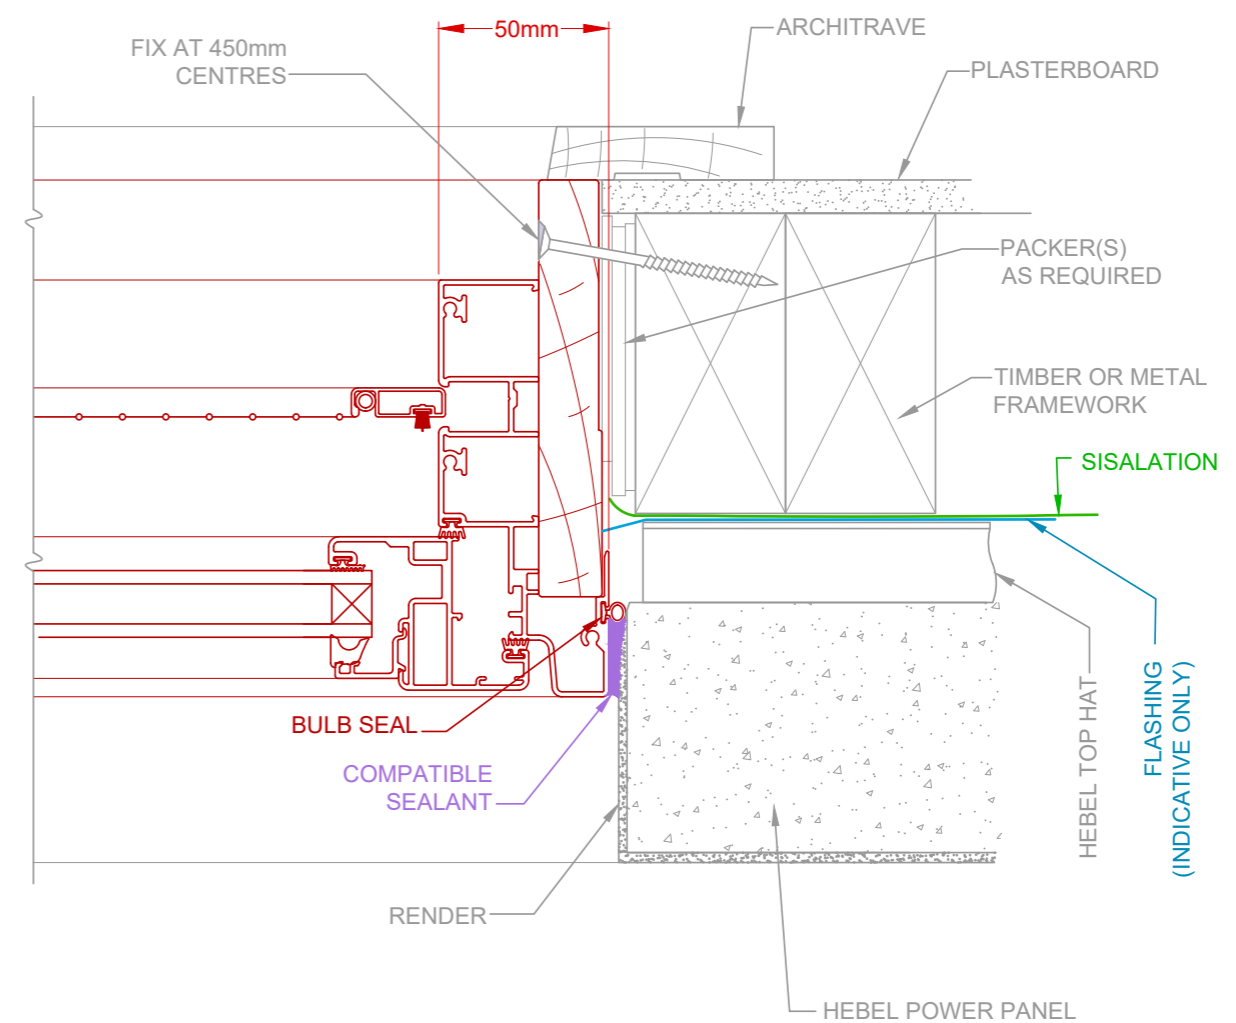 50mm
ARCHITRAVE
FIX AT 450mm
CENTRES
PLASTERBOARD
PACKER(S)
AS REQUIRED
TIMBER OR METAL
FRAMEWORK
SISALATION
FLASHING
(INDICATIVE ONLY)
HEBEL TOP HAT
BULB SEAL
COMPATIBLE
SEALANT
RENDER
HEBEL POWER PANEL